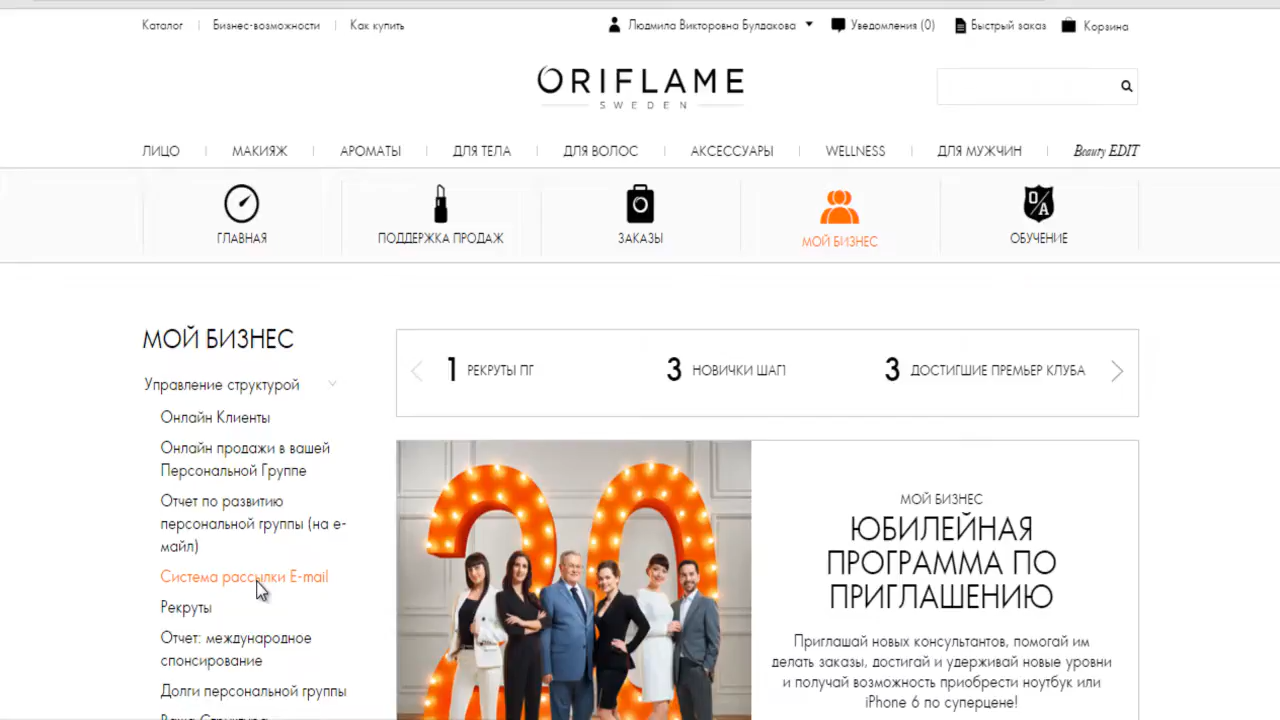 Каталог
Бизнес-возможности
Как купить
Людмила Викторовна Булдакова
Уведомления (0)
Быстрый заказ
Корзина
ORIFLAME
SWEDEN
ЛИЦО
МАКИЯЖ
АРОМАТЫ
ДЛЯ ТЕЛА
ДЛЯ ВОЛОС
АКСЕССУАРЫ
WELLNESS
ДЛЯ МУЖЧИН
Beauty EDIT
ГЛАВНАЯ
ПОДДЕРЖКА ПРОДАЖ
ЗАКАЗЫ
МОЙ БИЗНЕС
O/A
ОБУЧЕНИЕ
МОЙ БИЗНЕС
Управление структурой
Онлайн Клиенты
Онлайн продажи в вашей
Персональной Группе
Отчет по развитию
персональной группы (на е-
майл)
Система рассылки E-mail
Рекруты
Отчет: международное
спонсирование
Долги персональной группы
Ваша Структура
1 РЕКРУТЫ ПГ
3 НОВИЧКИ ШАГ1
3 ДОСТИГШИЕ ПРЕМЬЕР КЛУБА
20
МОЙ БИЗНЕС
ЮБИЛЕЙНАЯ
ПРОГРАММА ПО
ПРИГЛАШЕНИЮ
Приглашай новых консультантов, помогай им
делать заказы, достигай и удерживай новые уровни
и получай возможность приобрести ноутбук или
iPhone 6 по суперцене!